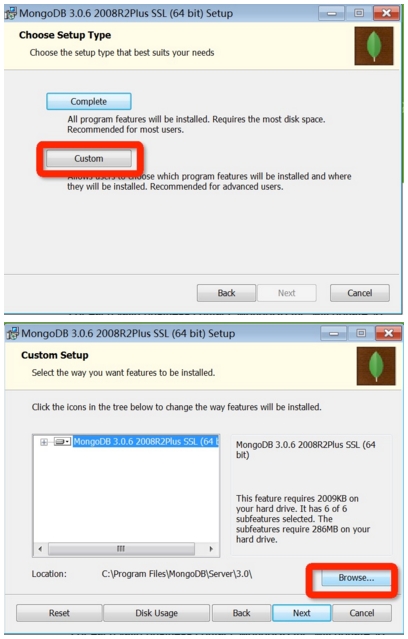 MongoDB 3.0.6 2008R2Plus SSL (64 bit) Setup
Choose Setup Type
Choose the setup type that best suits your needs
Complete
All program features will be installed. Requires the most disk space.
Recommended for most users.
Custom
Allows users to choose which program features will be installed and where
they will be installed. Recommended for advanced users.
Back Next Cancel
MongoDB 3.0.6 2008R2Plus SSL (64 bit) Setup
Custom Setup
Select the way you want features to be installed.
Click the icons in the tree below to change the way features will be installed.
MongoDB 3.0.6 2008R2Plus SSL (64 b
MongoDB 3.0.6 2008R2Plus SSL (64
bit)
This feature requires 2009KB on
your hard drive. It has 6 of 6
subfeatures selected. The
subfeatures require 286MB on your
hard drive.
Location: C:\Program Files\MongoDB\Server\3.0\
Browse...
Reset Disk Usage Back Next Cancel